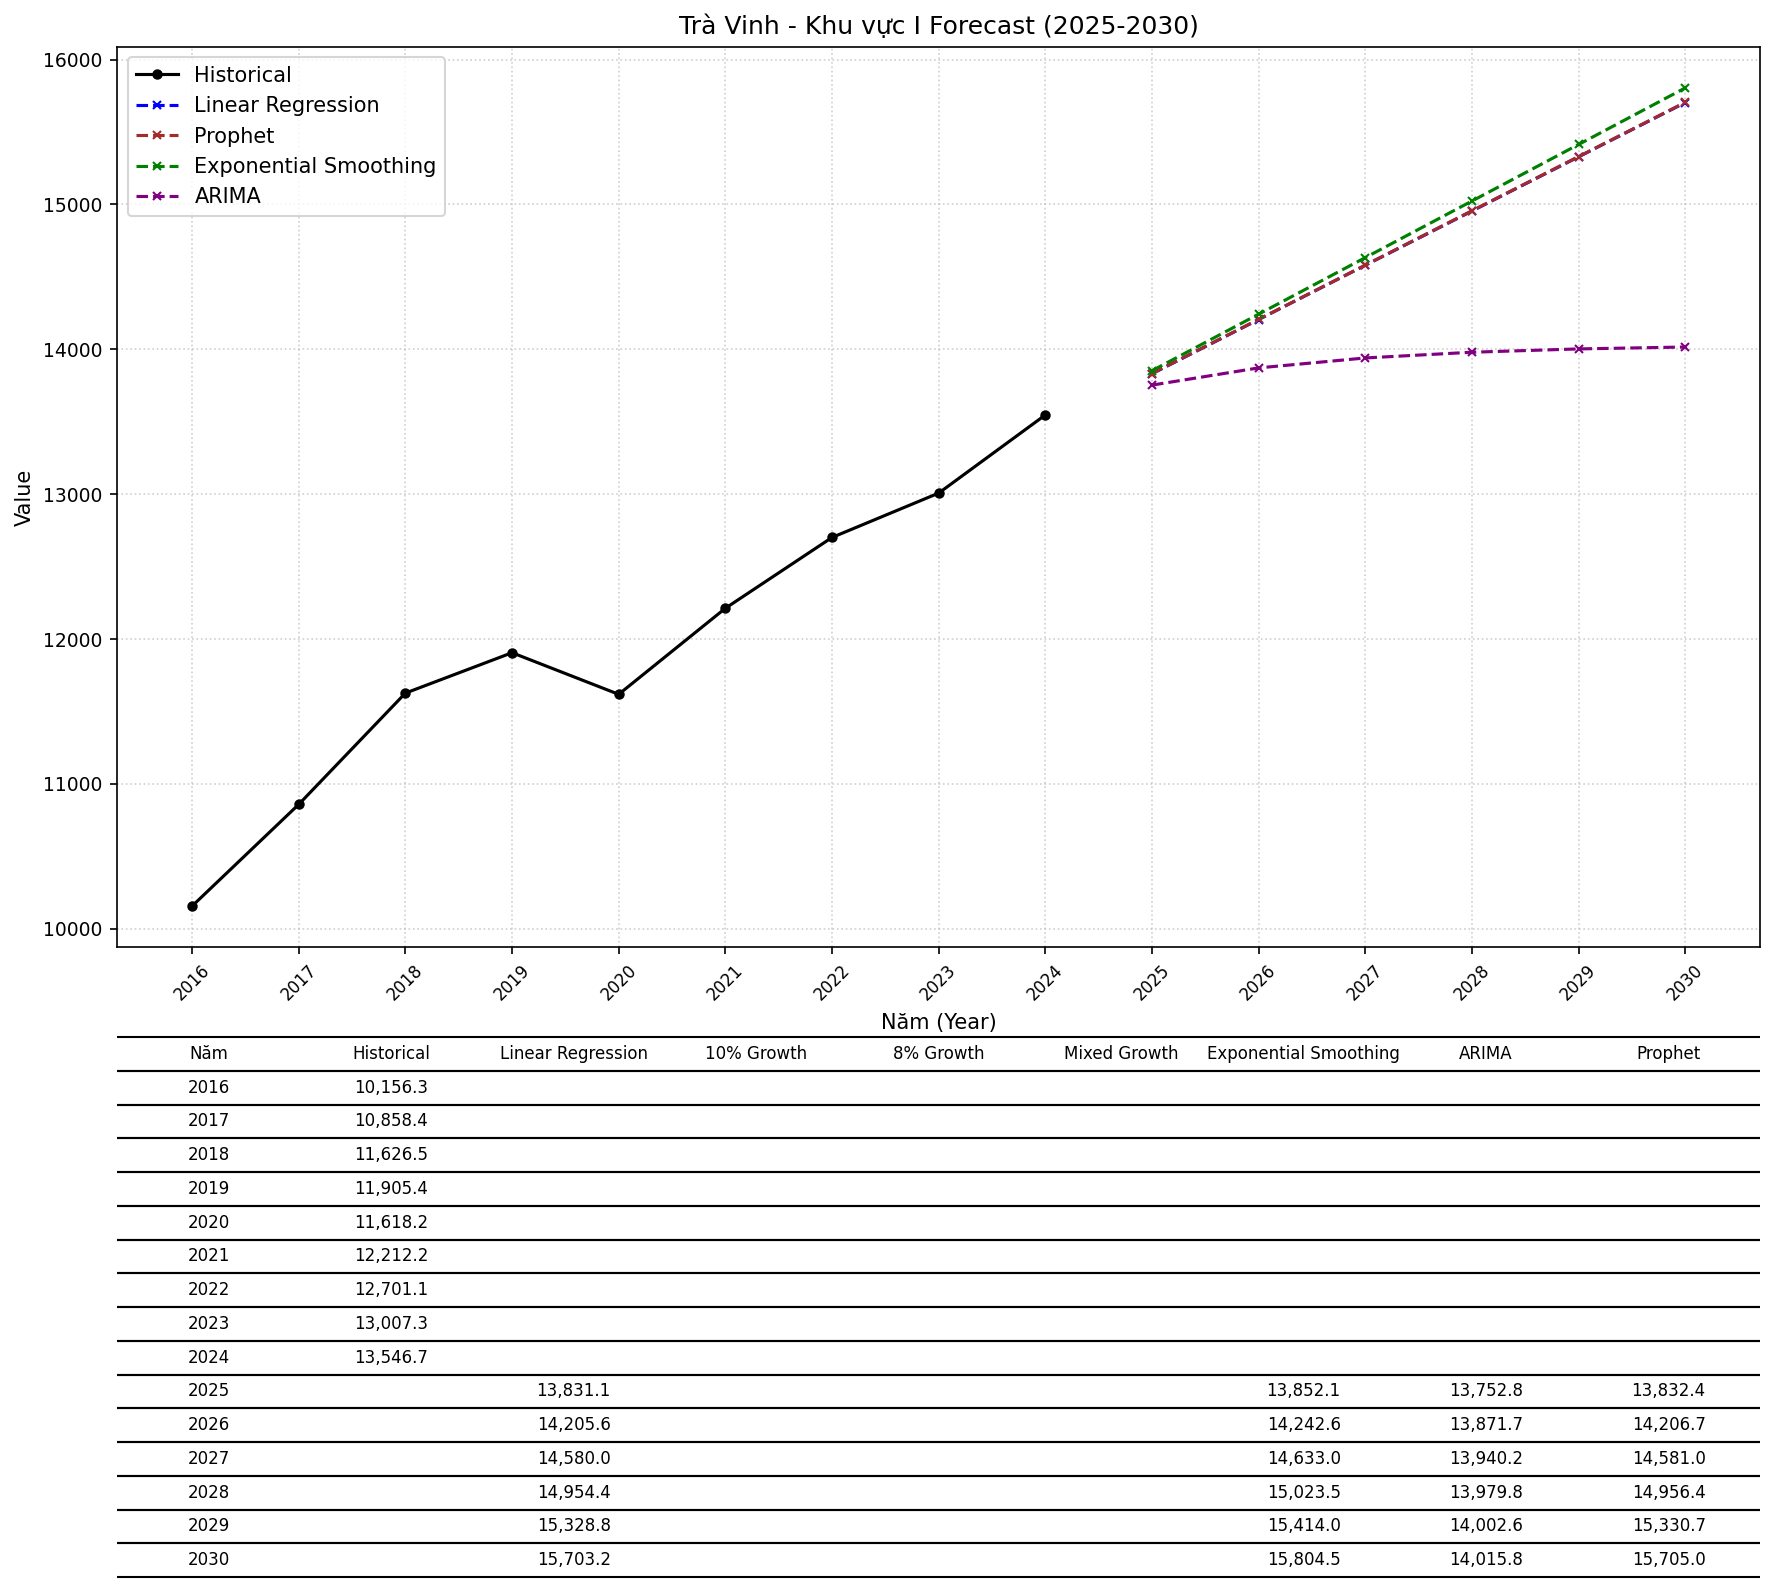 Trà Vinh - Khu vực I Forecast (2025-2030)
Historical
Linear Regression
Prophet
Exponential Smoothing
ARIMA
Value
16000
15000
14000
13000
12000
11000
10000
2016 2017 2018 2019 2020 2021 2022 2023 2024 2025 2026 2027 2028 2029 2030
Năm (Year)
Năm Historical Linear Regression 10% Growth 8% Growth Mixed Growth Exponential Smoothing ARIMA Prophet
2016 10,156.3
2017 10,858.4
2018 11,626.5
2019 11,905.4
2020 11,618.2
2021 12,212.2
2022 12,701.1
2023 13,007.3
2024 13,546.7
2025 13,831.1 13,852.1 13,752.8 13,832.4
2026 14,205.6 14,242.6 13,871.7 14,206.7
2027 14,580.0 14,633.0 13,940.2 14,581.0
2028 14,954.4 15,023.5 13,979.8 14,956.4
2029 15,328.8 15,414.0 14,002.6 15,330.7
2030 15,703.2 15,804.5 14,015.8 15,705.0